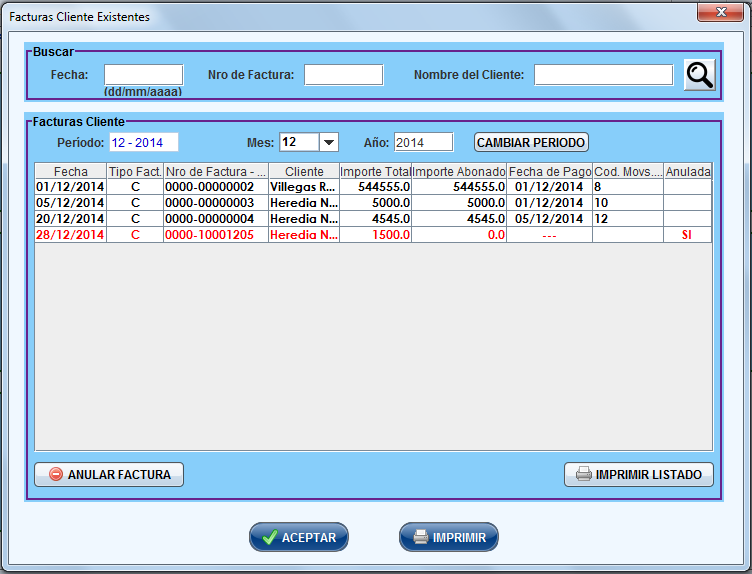 Facturas Cliente Existentes
Buscar
Fecha: Nro de Factura: Nombre del Cliente:
(dd/mm/aaaa)
Facturas Cliente
Período: 12 - 2014 Mes: 12 Año: 2014 CAMBIAR PERIODO
Fecha Tipo Fact. Nro de Factura - ... Cliente Importe Total Importe Abonado Fecha de Pago Cod. Movs.... Anulada
01/12/2014 C 0000-00000002 Villegas R... 544555.0 544555.0 01/12/2014 8
05/12/2014 C 0000-00000003 Heredia N... 5000.0 5000.0 01/12/2014 10
20/12/2014 C 0000-00000004 Heredia N... 4545.0 4545.0 05/12/2014 12
28/12/2014 C 0000-10001205 Heredia N... 1500.0 0.0 --- SI
ANULAR FACTURA IMPRIMIR LISTADO
ACEPTAR IMPRIMIR